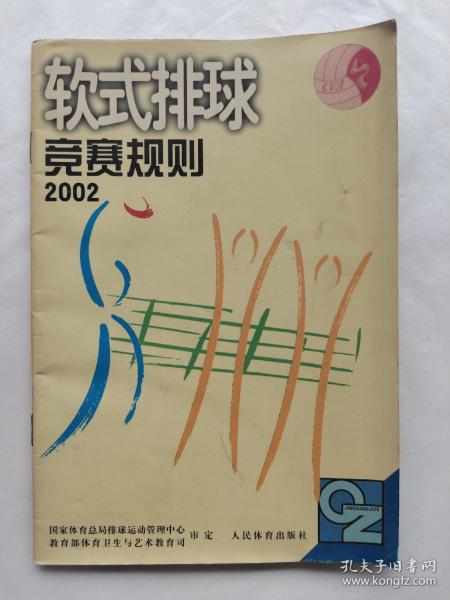 软式排球
CVA
竞赛规则
2002
国家体育总局排球运动管理中心
教育部体育卫生与艺术教育司 审定 人民体育出版社
JINGSAIGUIZE
孔夫子旧书网
www.kongfz.com